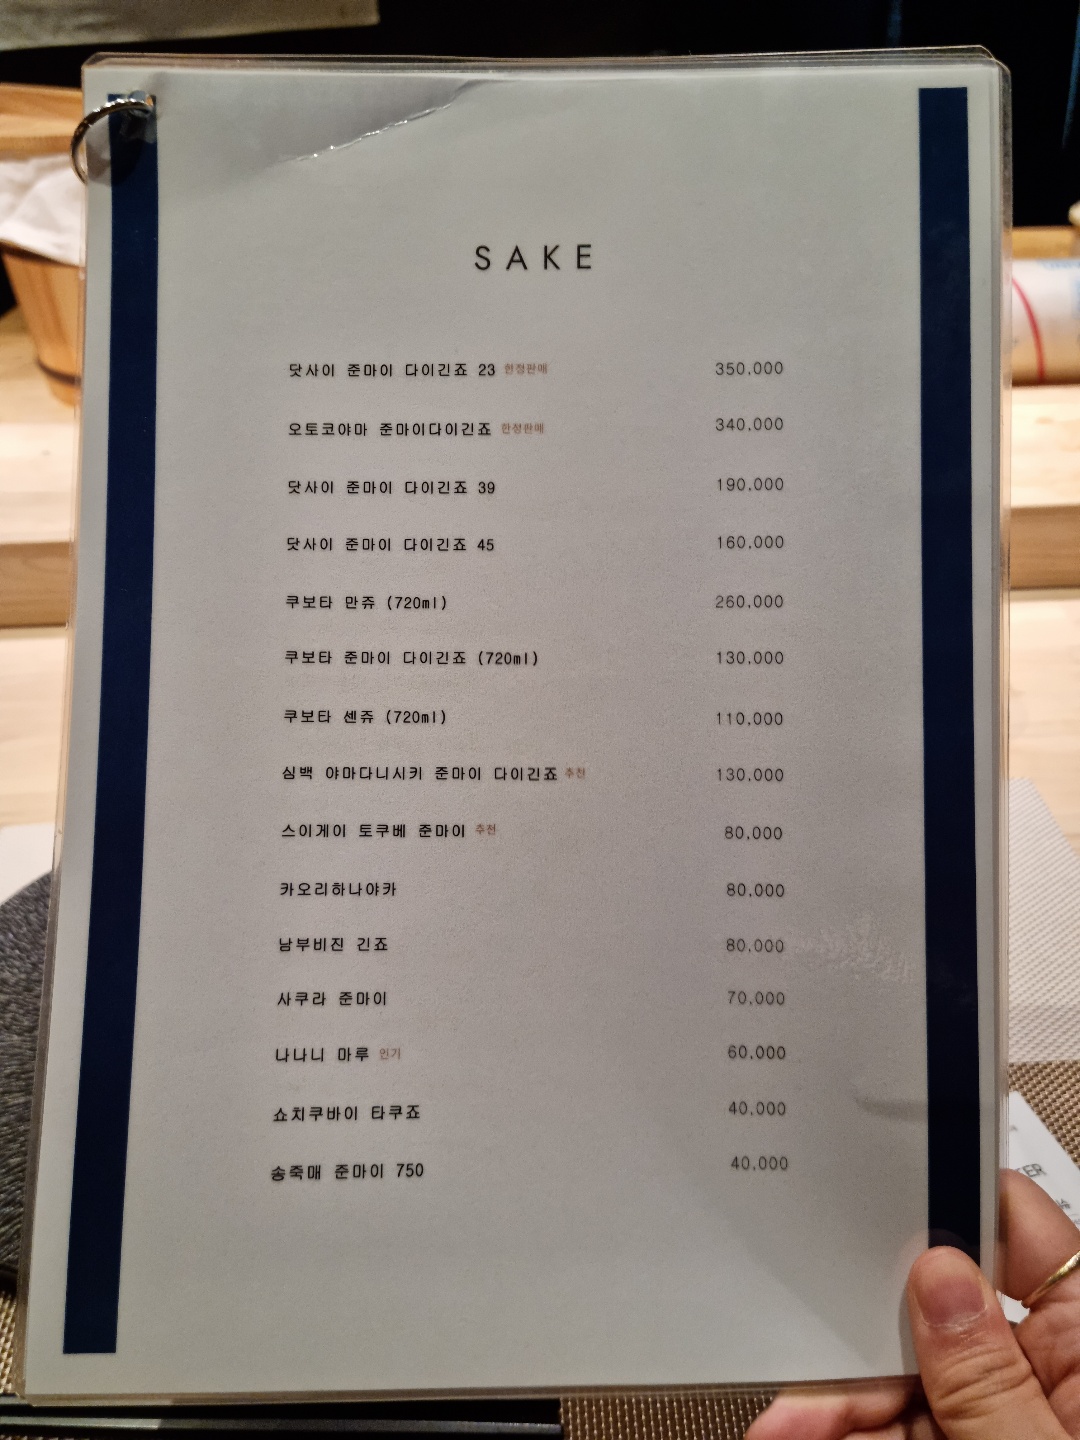 SAKE
닷사이 준마이 다이긴죠 23 한정판매 350,000
오토코야마 준마이다이긴죠 한정판매 340,000
닷사이 준마이 다이긴죠 39 190,000
닷사이 준마이 다이긴죠 45 160,000
쿠보타 만쥬 (720ml) 260,000
쿠보타 준마이 다이긴죠 (720ml) 130,000
쿠보타 센쥬 (720ml) 110,000
심백 야마다니시키 준마이 다이긴죠 추천 130,000
스이게이 토쿠베 준마이 추천 80,000
카오리하나야카 80,000
남부비진 긴죠 80,000
사쿠라 준마이 70,000
나나니 마루 인기 60,000
쇼치쿠바이 타쿠죠 40,000
송죽매 준마이 750 40,000